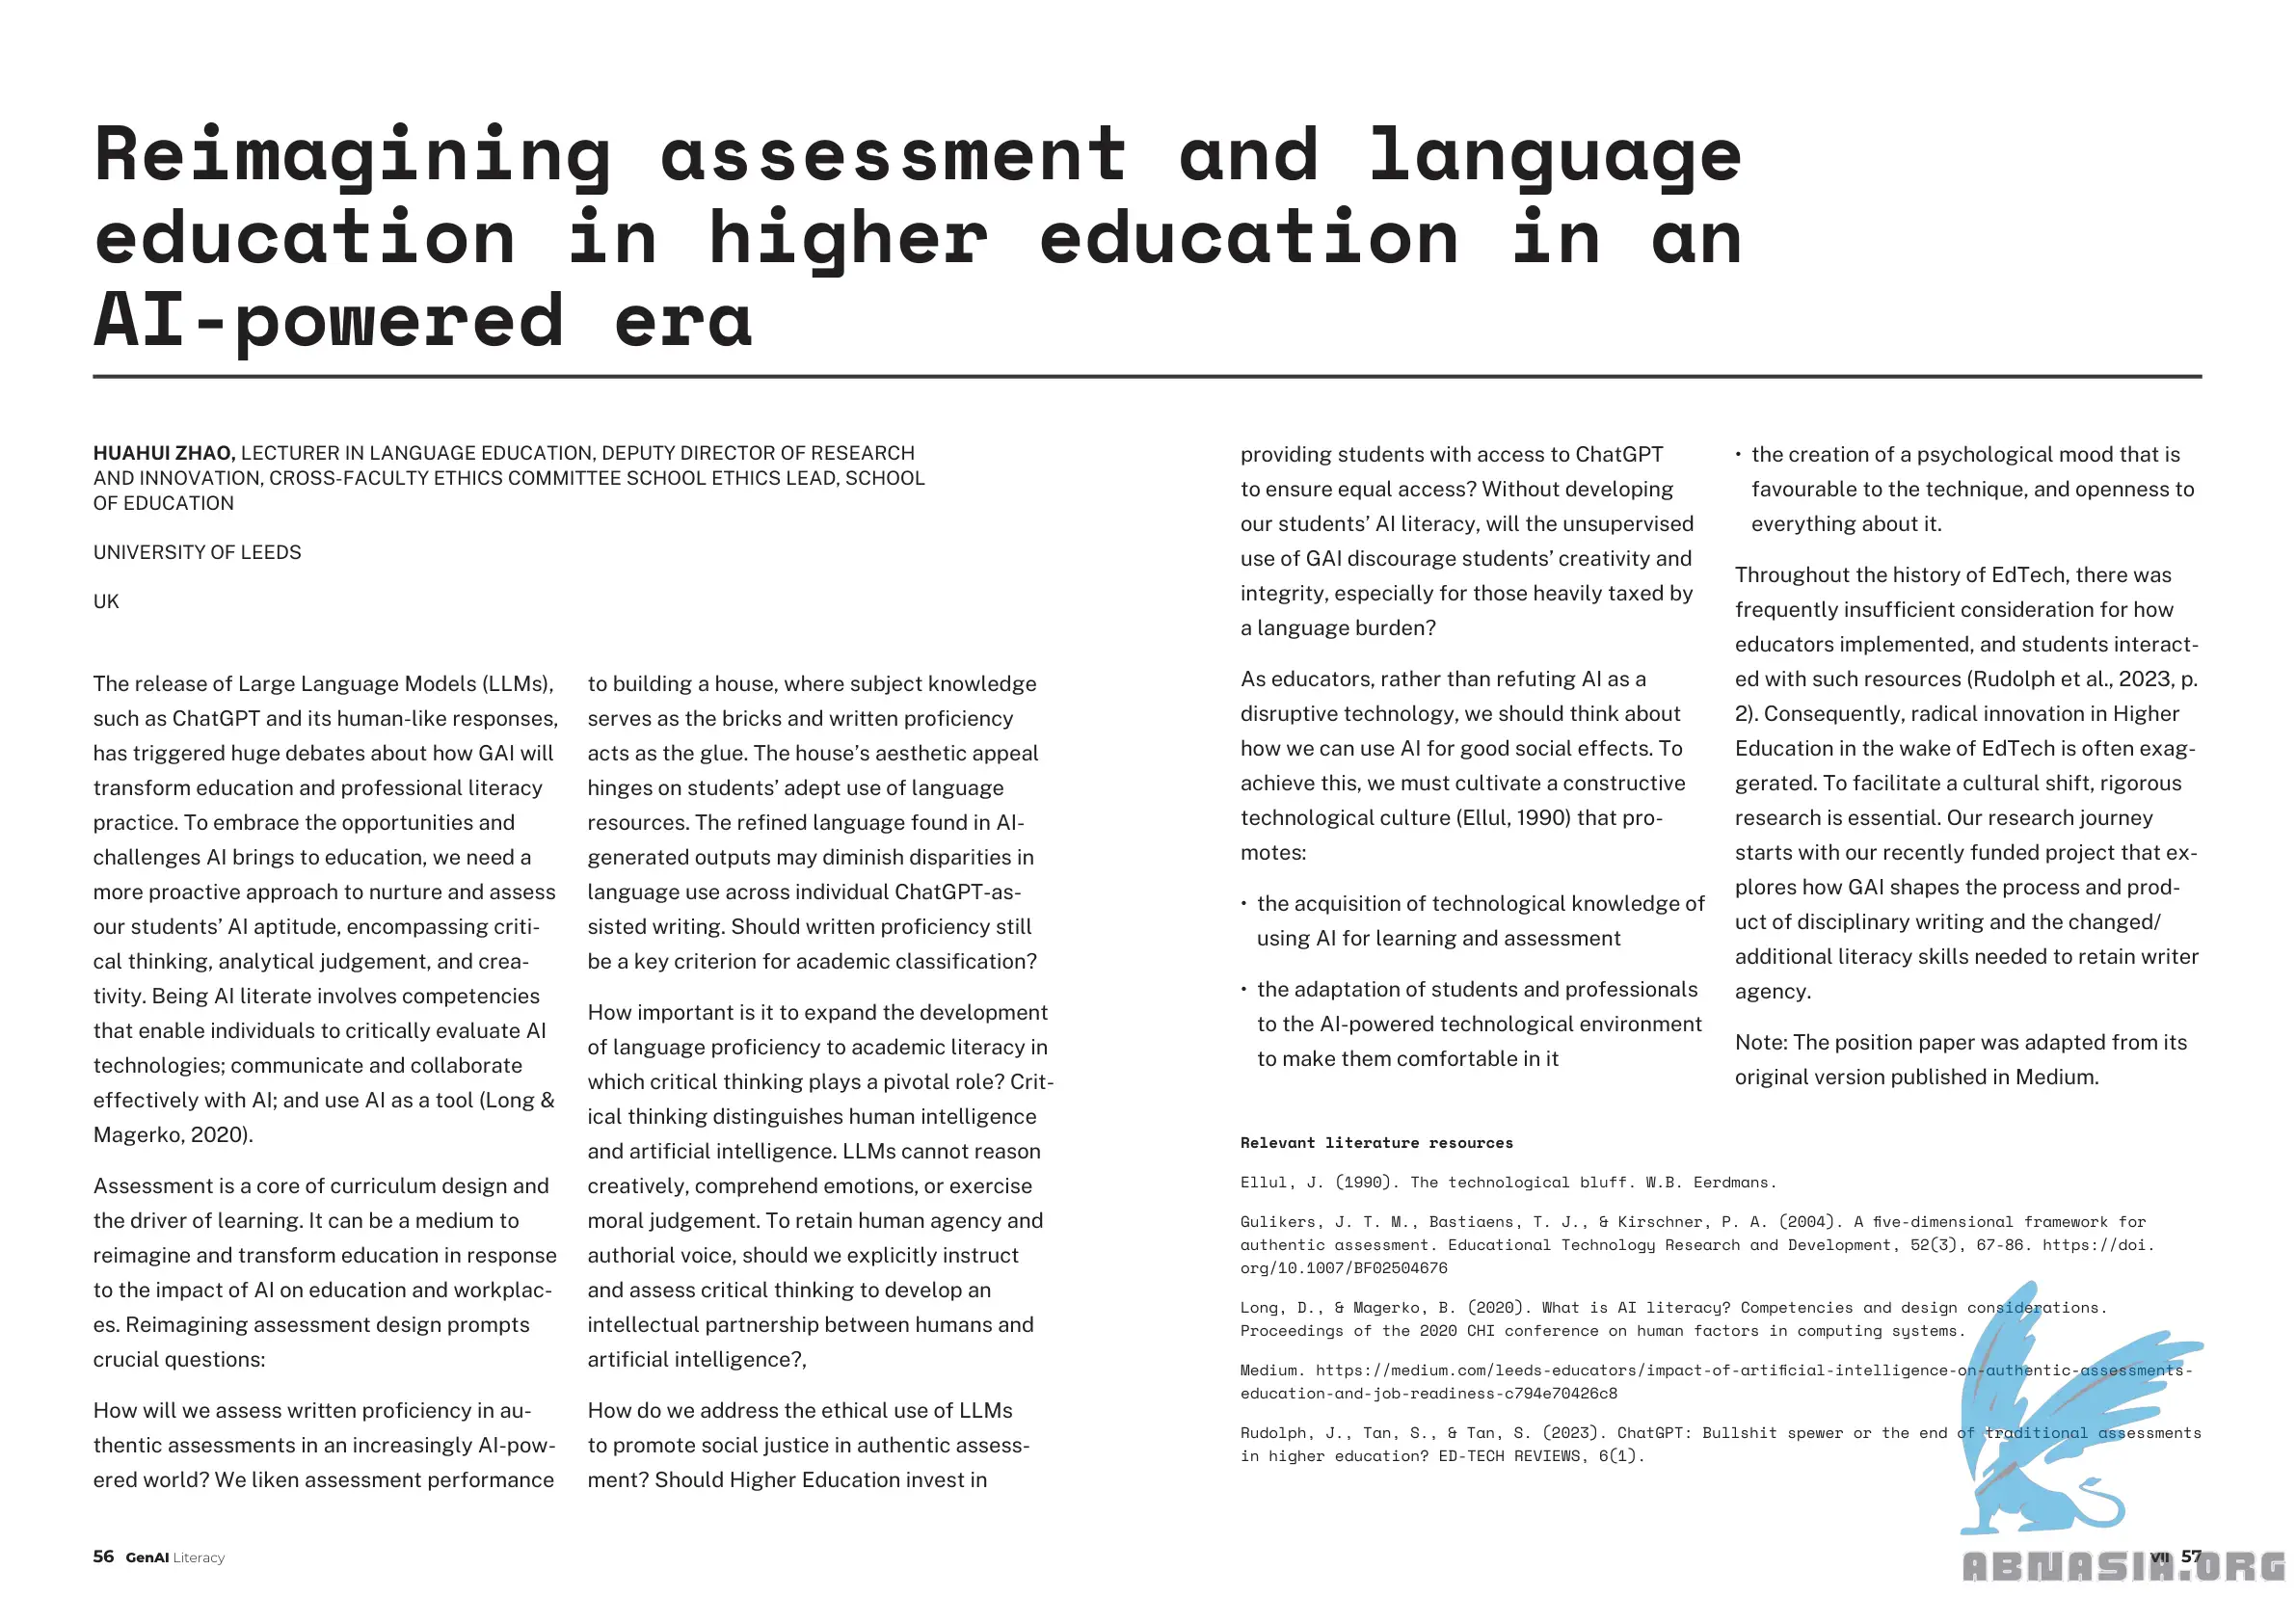 Reimagining assessment and language
education in higher education in an
AI-powered era
HUAHUI ZHAO, LECTURER IN LANGUAGE EDUCATION, DEPUTY DIRECTOR OF RESEARCH
AND INNOVATION, CROSS-FACULTY ETHICS COMMITTEE SCHOOL ETHICS LEAD, SCHOOL
OF EDUCATION
UNIVERSITY OF LEEDS
UK
The release of Large Language Models (LLMs),
such as ChatGPT and its human-like responses,
has triggered huge debates about how GAI will
transform education and professional literacy
practice. To embrace the opportunities and
challenges AI brings to education, we need a
more proactive approach to nurture and assess
our students’ AI aptitude, encompassing criti-
cal thinking, analytical judgement, and crea-
tivity. Being AI literate involves competencies
that enable individuals to critically evaluate AI
technologies; communicate and collaborate
effectively with AI; and use AI as a tool (Long &
Magerko, 2020).
Assessment is a core of curriculum design and
the driver of learning. It can be a medium to
reimagine and transform education in response
to the impact of AI on education and workplac-
es. Reimagining assessment design prompts
crucial questions:
How will we assess written proficiency in au-
thentic assessments in an increasingly AI-pow-
ered world? We liken assessment performance
to building a house, where subject knowledge
serves as the bricks and written proficiency
acts as the glue. The house’s aesthetic appeal
hinges on students’ adept use of language
resources. The refined language found in AI-
generated outputs may diminish disparities in
language use across individual ChatGPT-as-
sisted writing. Should written proficiency still
be a key criterion for academic classification?
How important is it to expand the development
of language proficiency to academic literacy in
which critical thinking plays a pivotal role? Crit-
ical thinking distinguishes human intelligence
and artificial intelligence. LLMs cannot reason
creatively, comprehend emotions, or exercise
moral judgement. To retain human agency and
authorial voice, should we explicitly instruct
and assess critical thinking to develop an
intellectual partnership between humans and
artificial intelligence?,
How do we address the ethical use of LLMs
to promote social justice in authentic assess-
ment? Should Higher Education invest in
providing students with access to ChatGPT
to ensure equal access? Without developing
our students’ AI literacy, will the unsupervised
use of GAI discourage students’ creativity and
integrity, especially for those heavily taxed by
a language burden?
As educators, rather than refuting AI as a
disruptive technology, we should think about
how we can use AI for good social effects. To
achieve this, we must cultivate a constructive
technological culture (Ellul, 1990) that pro-
motes:
• the acquisition of technological knowledge of
using AI for learning and assessment
• the adaptation of students and professionals
to the AI-powered technological environment
to make them comfortable in it
• the creation of a psychological mood that is
favourable to the technique, and openness to
everything about it.
Throughout the history of EdTech, there was
frequently insufficient consideration for how
educators implemented, and students interact-
ed with such resources (Rudolph et al., 2023, p.
2). Consequently, radical innovation in Higher
Education in the wake of EdTech is often exag-
gerated. To facilitate a cultural shift, rigorous
research is essential. Our research journey
starts with our recently funded project that ex-
plores how GAI shapes the process and prod-
uct of disciplinary writing and the changed/
additional literacy skills needed to retain writer
agency.
Note: The position paper was adapted from its
original version published in Medium.
Relevant literature resources
Ellul, J. (1990). The technological bluff. W.B. Eerdmans.
Gulikers, J. T. M., Bastiaens, T. J., & Kirschner, P. A. (2004). A five-dimensional framework for
authentic assessment. Educational Technology Research and Development, 52(3), 67-86. https://doi.
org/10.1007/BF02504676
Long, D., & Magerko, B. (2020). What is AI literacy? Competencies and design considerations.
Proceedings of the 2020 CHI conference on human factors in computing systems.
Medium. https://medium.com/leeds-educators/impact-of-artificial-intelligence-on-authentic-assessments-
education-and-job-readiness-c794e70426c8
Rudolph, J., Tan, S., & Tan, S. (2023). ChatGPT: Bullshit spewer or the end of traditional assessments
in higher education? ED-TECH REVIEWS, 6(1).
56 GenAI Literacy
VII 57
ABNASIA.ORG